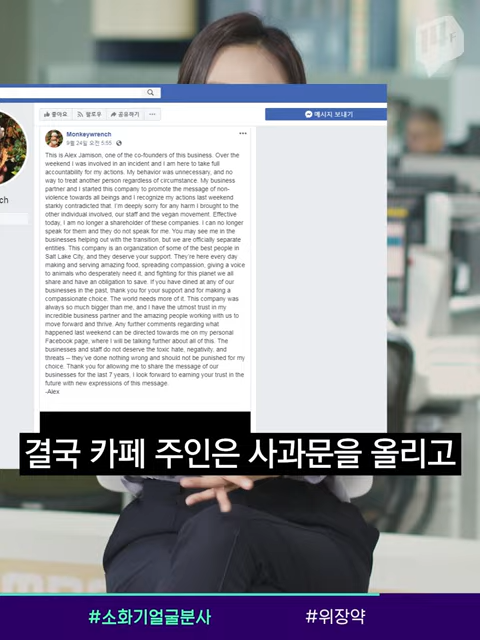 좋아요 팔로우 공유하기 ...
메시지 보내기
ch
Monkeywrench
9월 24일 오전 5:55
This is Alex Jamison, one of the co-founders of this business. Over the
weekend I was involved in an incident and I am here to take full
accountability for my actions. My behavior was unnecessary, and no
way to treat another person regardless of circumstance. My business
partner and I started this company to promote the message of non-
violence towards all beings and I recognize my actions last weekend
starkly contradicted that. I'm deeply sorry for any harm I brought to the
other individual involved, our staff and the vegan movement. Effective
today, I am no longer a shareholder of these companies. I can no longer
speak for them and they do not speak for me. You may see me in the
businesses helping out with the transition, but we are officially separate
entities. This company is an organization of some of the best people in
Salt Lake City, and they deserve your support. They're here every day
making and serving amazing food, spreading compassion, giving a voice
to animals who desperately need it, and fighting for this planet we all
share and have an obligation to save. If you have dined at any of our
businesses in the past, thank you for your support and for making a
compassionate choice. The world needs more of it. This company was
always so much bigger than me, and I have the utmost trust in my
incredible business partner and the amazing people working with us to
move forward and thrive. Any further comments regarding what
happened last weekend can be directed towards me on my personal
Facebook page, where I will be talking further about all of this. The
businesses and staff do not deserve the toxic hate, negativity, and
threats -- they've done nothing wrong and should not be punished for my
choice. Thank you for allowing me to share the message of our
businesses for the last 7 years. I look forward to earning your trust in the
future with new expressions of this message.
-Alex
결국 카페 주인은 사과문을 올리고
#소화기얼굴분사 #위장약